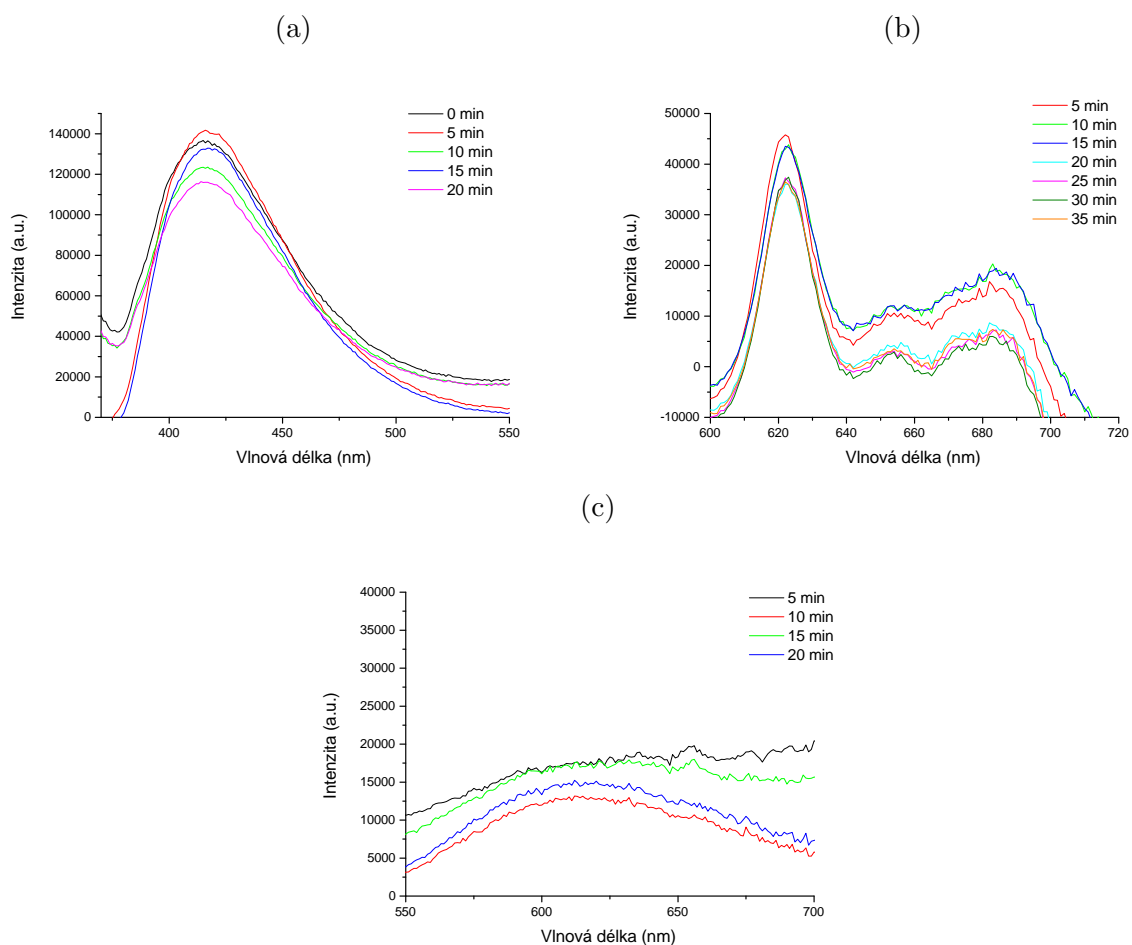 (a)
140000
120000
100000
80000
60000
40000
20000
0
400
450
500
550
Intenzita (a.u.)
Vlnová délka (nm)
0 min
5 min
10 min
15 min
20 min
(b)
50000
40000
30000
20000
10000
0
-10000
600
620
640
660
680
700
720
Intenzita (a.u.)
Vlnová délka (nm)
5 min
10 min
15 min
20 min
25 min
30 min
35 min
(c)
40000
35000
30000
25000
20000
15000
10000
5000
0
550
600
650
700
Intenzita (a.u.)
Vlnová délka (nm)
5 min
10 min
15 min
20 min